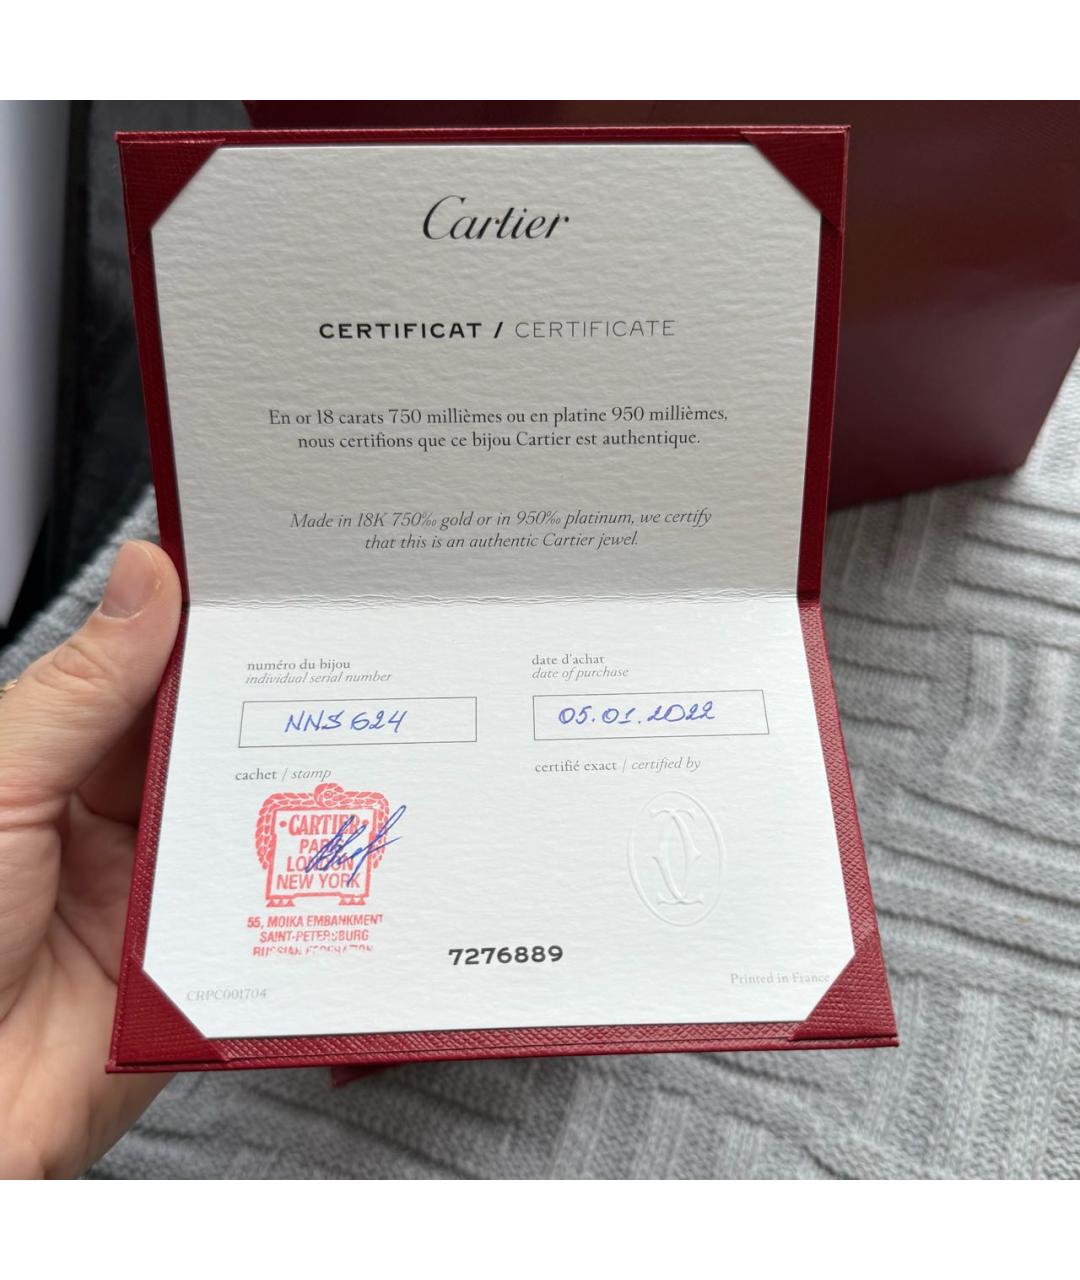 Cartier
CERTIFICAT / CERTIFICATE
En or 18 carats 750 millièmes ou en platine 950 millièmes,
nous certifions que ce bijou Cartier est authentique.
Made in 18K 750‰ gold or in 950‰ platinum, we certify
that this is an authentic Cartier jewel.
numéro du bijou
individual serial number
NNS624
date d'achat
date of purchase
05.01.2022
cachet / stamp
certifié exact / certified by
CARTIER
PARIS
LONDON
NEW YORK
55, MOIKA EMBANKMENT
SAINT-PETERSBURG
RUSSIAN FEDERATION
7276889
CRPC001704
Printed in France